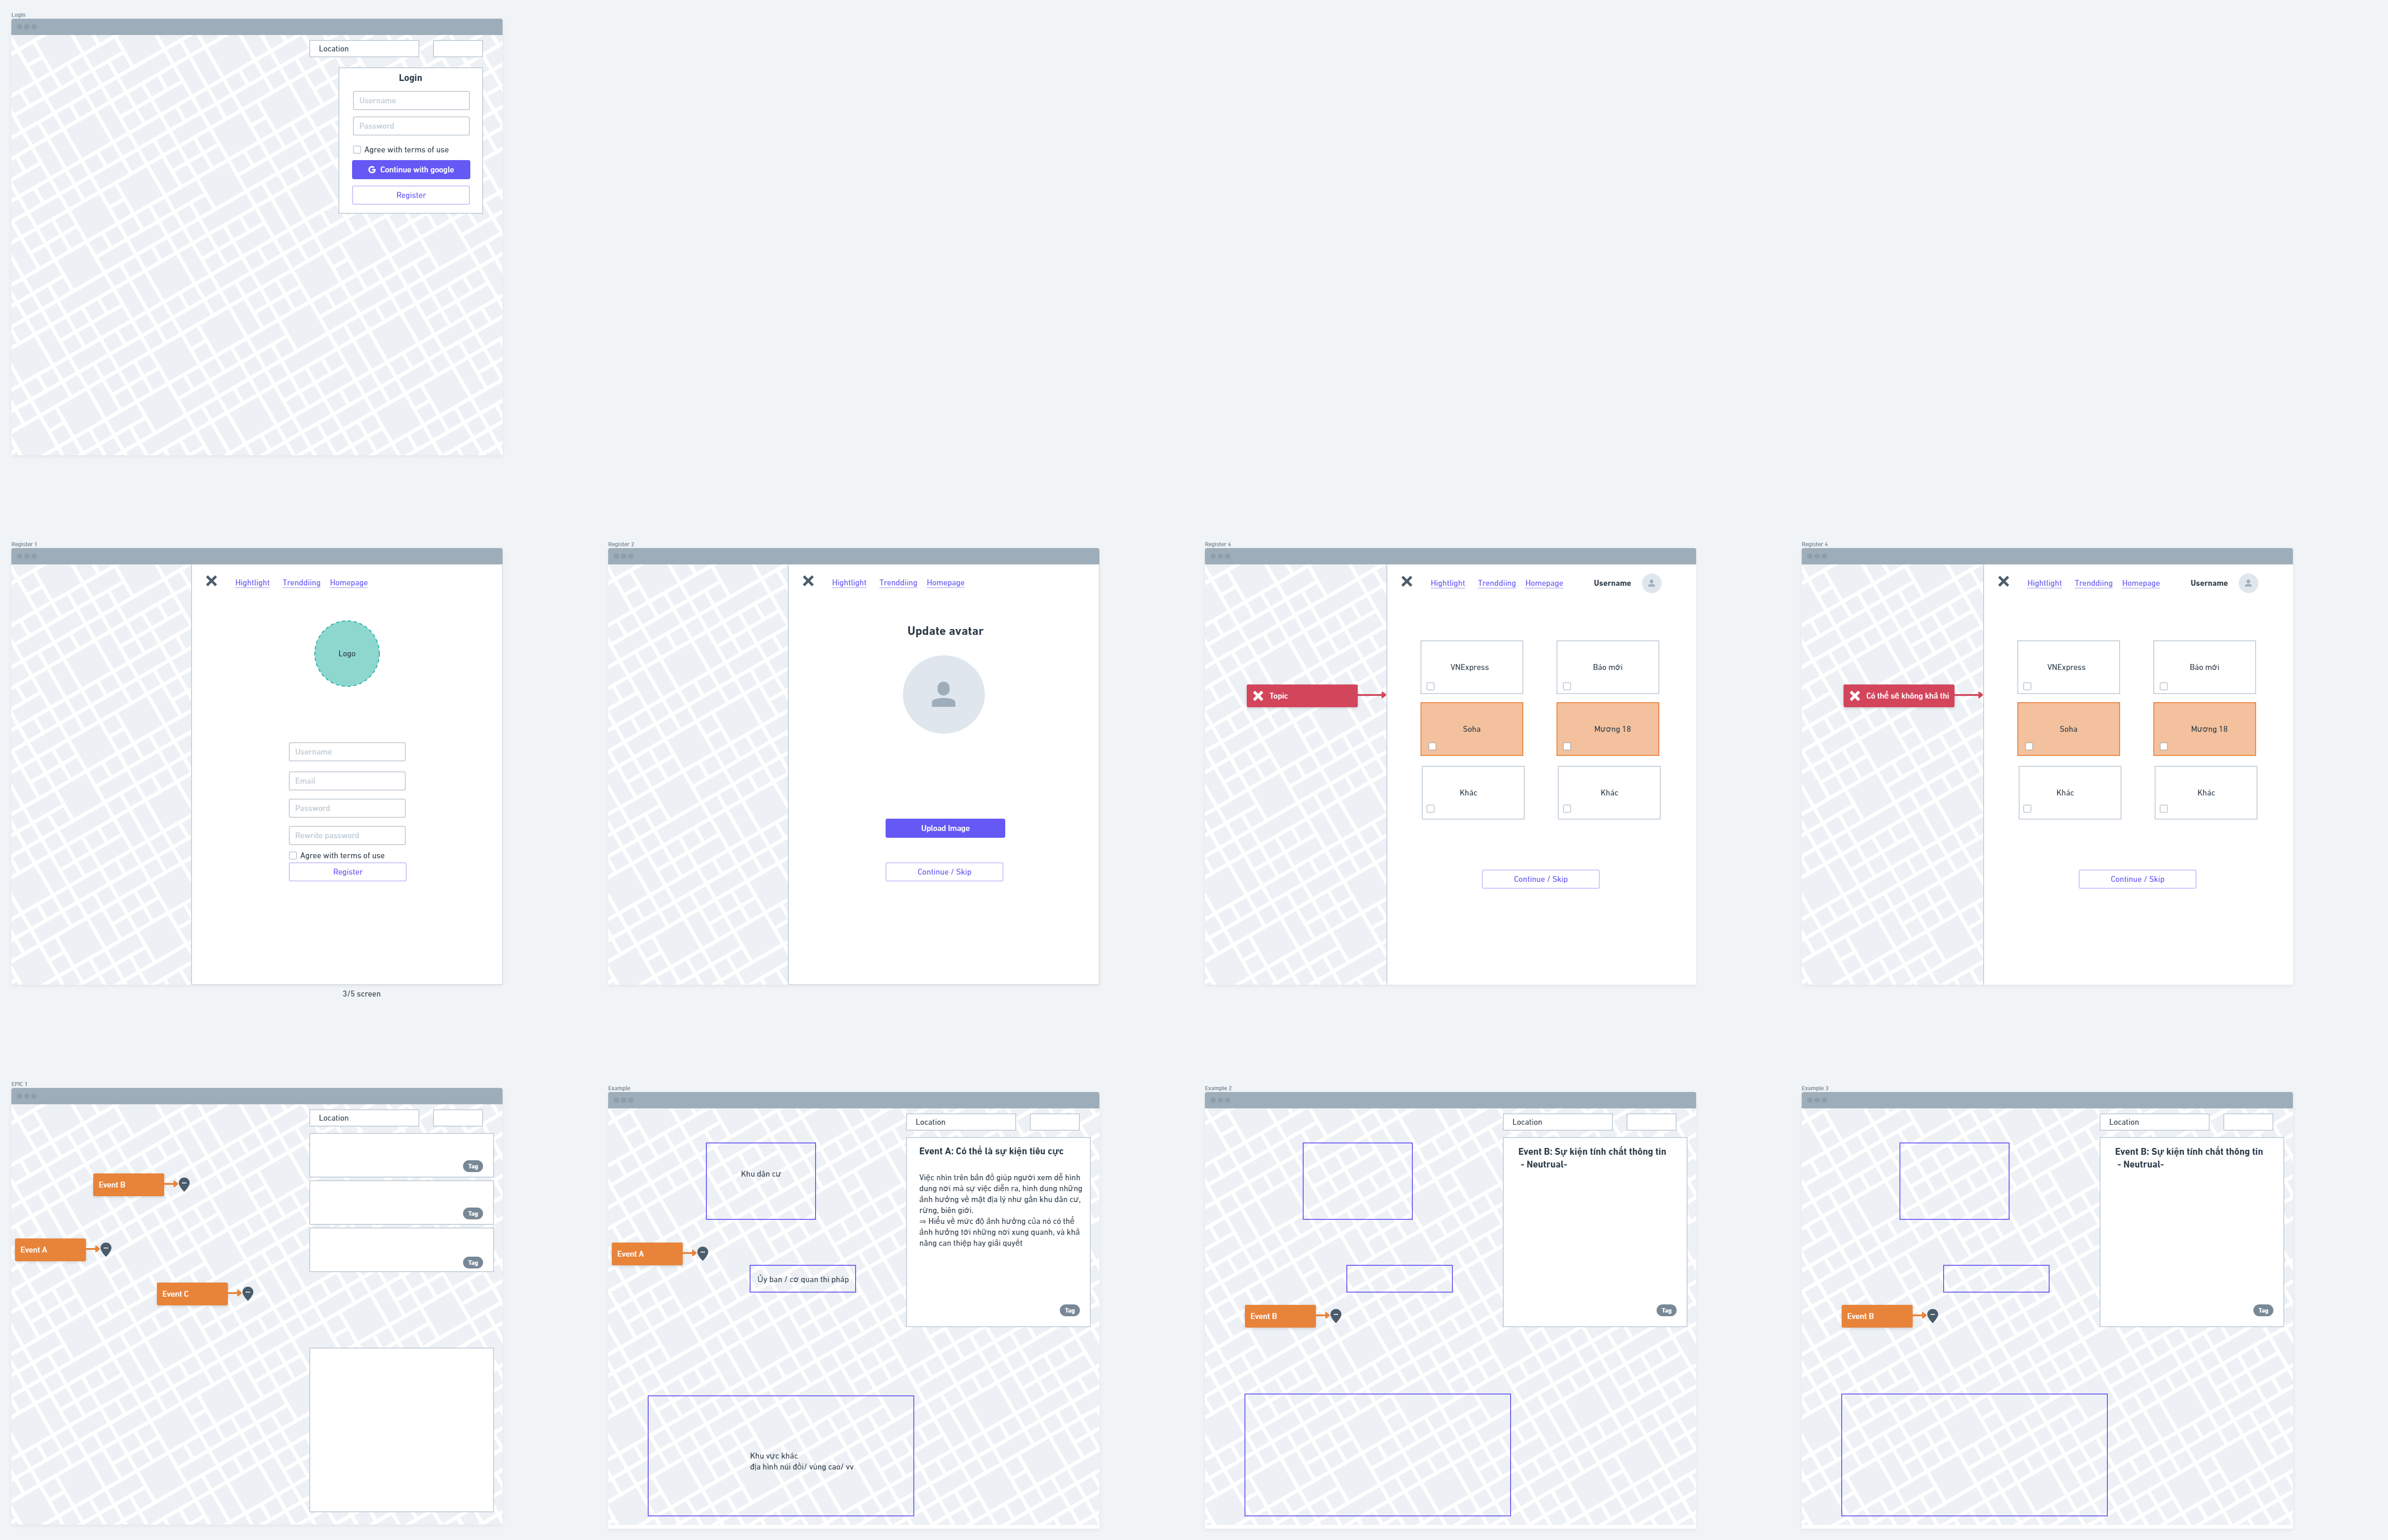 Login
Location
Login
Username
Password
Agree with terms of use
Continue with google
Register
Register 1
Hightlight Trenddiing Homepage
Logo
Username
Email
Password
Rewrite password
Agree with terms of use
Register
3/5 screen
Register 2
Hightlight Trenddiing Homepage
Update avatar
Upload Image
Continue / Skip
Register 4
Hightlight Trenddiing Homepage Username
Topic
VNExpress Báo mới
Soha Mương 18
Khác Khác
Continue / Skip
Register 4
Hightlight Trenddiing Homepage Username
Có thể sẽ không khả thi
VNExpress Báo mới
Soha Mương 18
Khác Khác
Continue / Skip
EPIC 1
Location
Tag
Event B
Tag
Event A
Tag
Event C
Example
Location
Khu dân cư
Event A
Ủy ban / cơ quan thi pháp
Khu vực khác
địa hình núi đồi/ vùng cao/ vv
Event A: Có thể là sự kiện tiêu cực
Việc nhìn trên bản đồ giúp người xem dễ hình
dung nơi mà sự việc diễn ra, hình dung những
ảnh hưởng về mặt địa lý như gần khu dân cư,
rừng, biên giới.
⇒ Hiểu về mức độ ảnh hưởng của nó có thể
ảnh hưởng tới những nơi xung quanh, và khả
năng can thiệp hay giải quyết
Tag
Example 2
Location
Event B: Sự kiện tính chất thông tin
- Neutrual-
Event B
Tag
Example 3
Location
Event B: Sự kiện tính chất thông tin
- Neutrual-
Event B
Tag